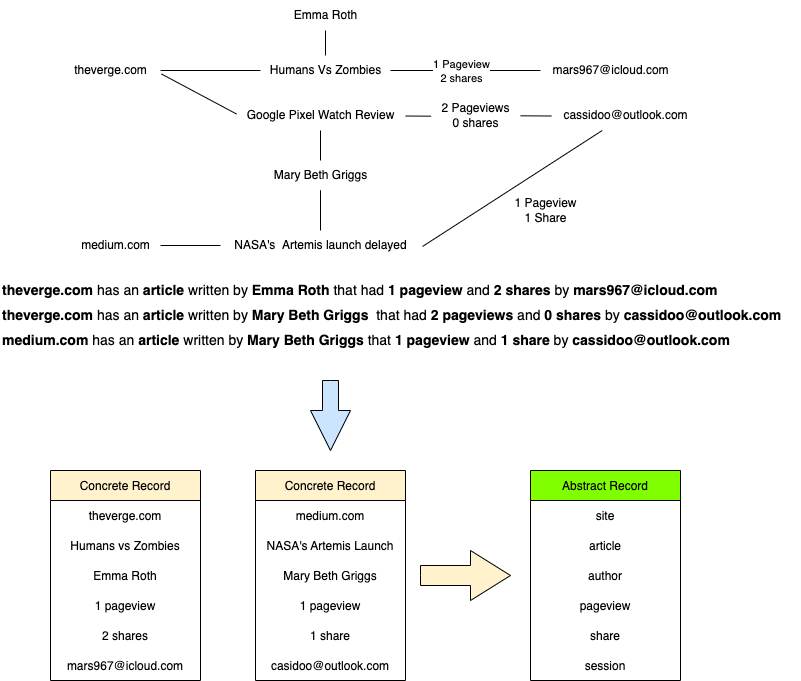 Emma Roth
theverge.com
Humans Vs Zombies
1 Pageview
2 shares
mars967@icloud.com
Google Pixel Watch Review
2 Pageviews
0 shares
cassidoo@outlook.com
Mary Beth Griggs
1 Pageview
1 Share
medium.com
NASA's Artemis launch delayed
theverge.com has an article written by Emma Roth that had 1 pageview and 2 shares by mars967@icloud.com
theverge.com has an article written by Mary Beth Griggs that had 2 pageviews and 0 shares by cassidoo@outlook.com
medium.com has an article written by Mary Beth Griggs that 1 pageview and 1 share by cassidoo@outlook.com
Concrete Record
theverge.com
Humans vs Zombies
Emma Roth
1 pageview
2 shares
mars967@icloud.com
Concrete Record
medium.com
NASA's Artemis Launch
Mary Beth Griggs
1 pageview
1 share
casidoo@outlook.com
Abstract Record
site
article
author
pageview
share
session